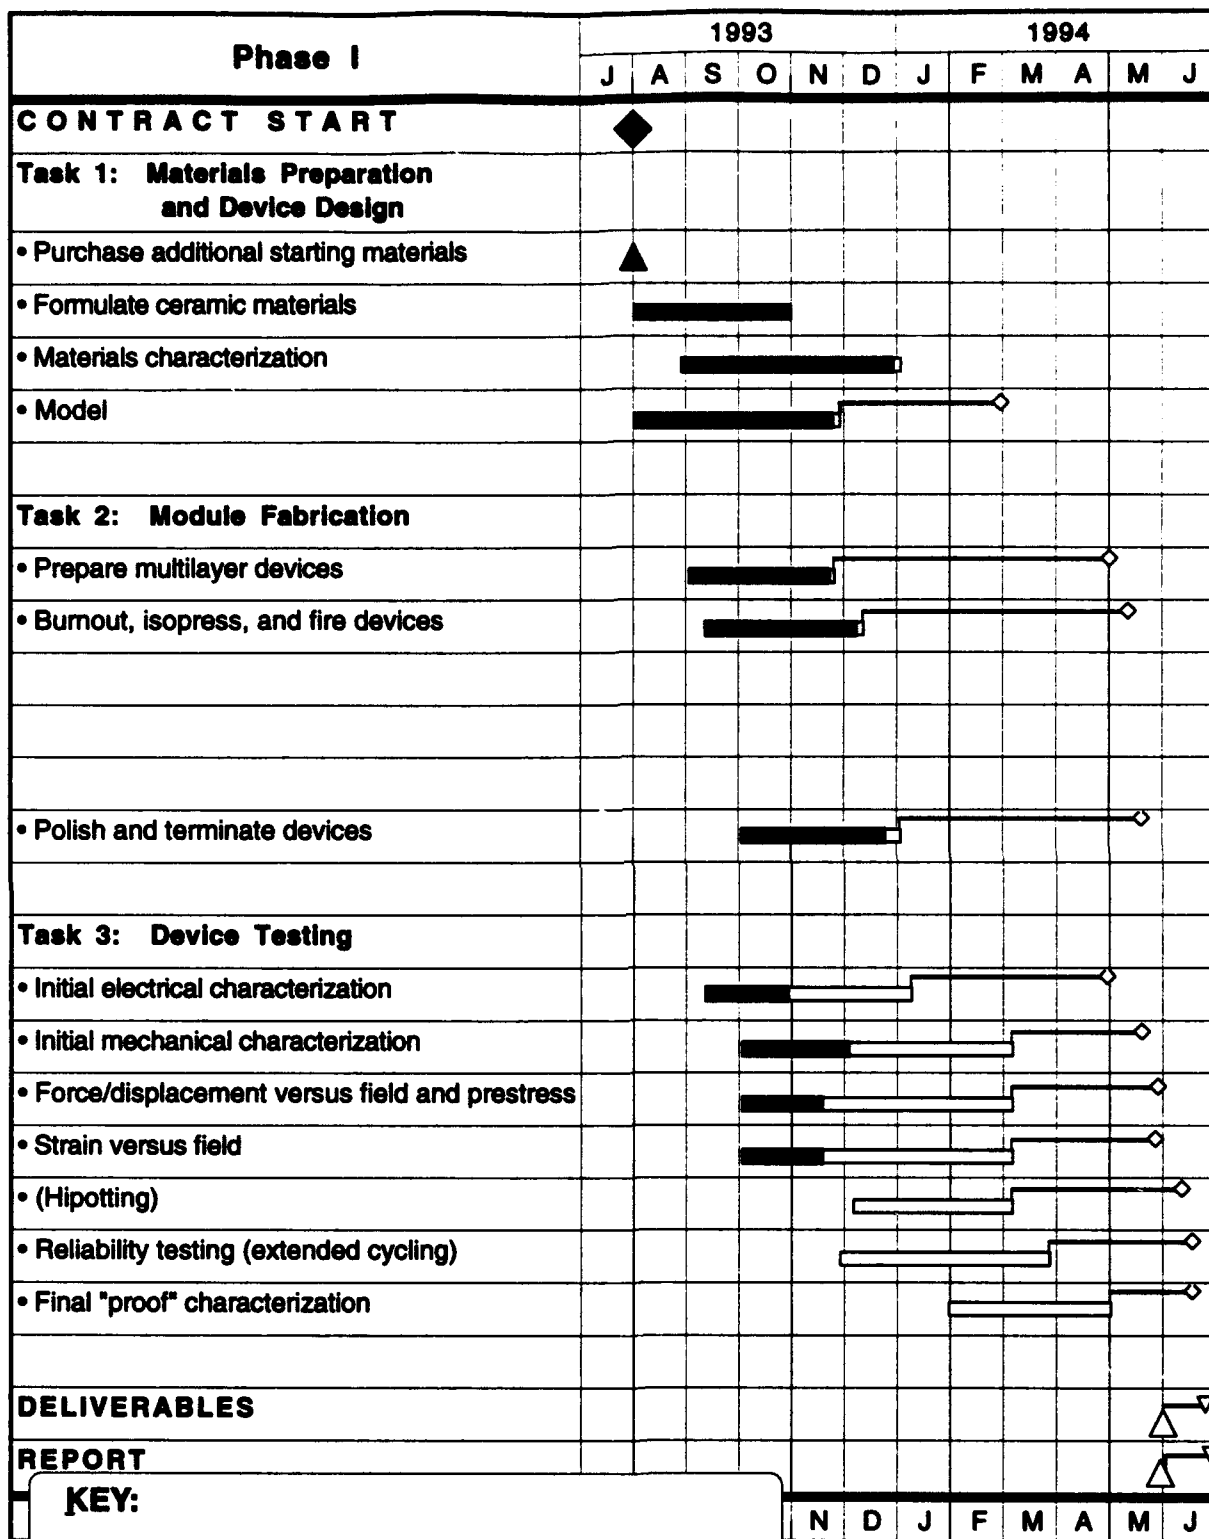 Phase I
1993 1994
J A S O N D J F M A M J
CONTRACT START
Task 1: Materials Preparation
and Device Design
• Purchase additional starting materials
• Formulate ceramic materials
• Materials characterization
• Model
Task 2: Module Fabrication
• Prepare multilayer devices
• Burnout, isopress, and fire devices
• Polish and terminate devices
Task 3: Device Testing
• Initial electrical characterization
• Initial mechanical characterization
• Force/displacement versus field and prestress
• Strain versus field
• (Hipotting)
• Reliability testing (extended cycling)
• Final "proof" characterization
DELIVERABLES
REPORT
KEY:
N D J F M A M J